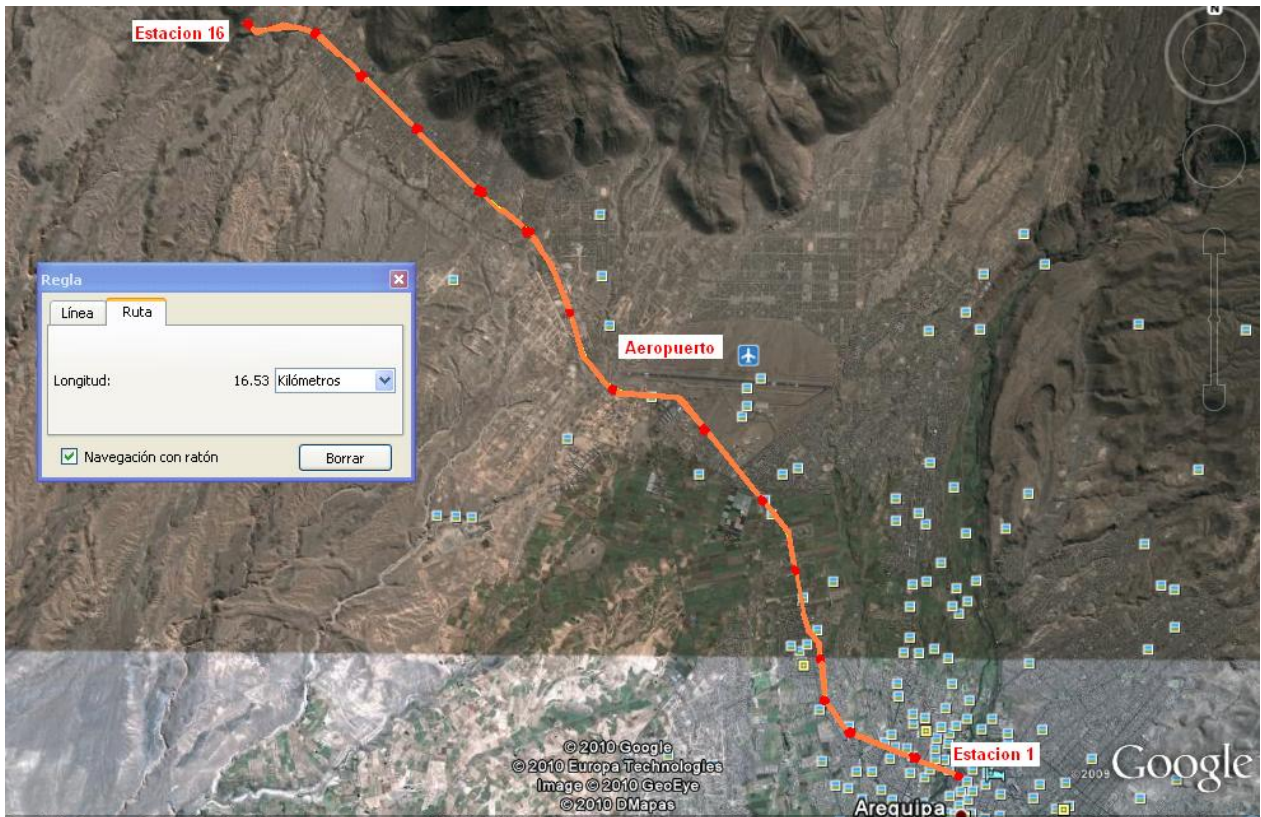 N
Estacion 16
Regla
Línea
Ruta
Aeropuerto
Longitud:
16.53
Kilómetros
Navegación con ratón
Borrar
Estacion 1
© 2010 Google
© 2010 Europa Technologies
Image © 2010 GeoEye
© 2010 DMapas
2009
Google
Arequipa